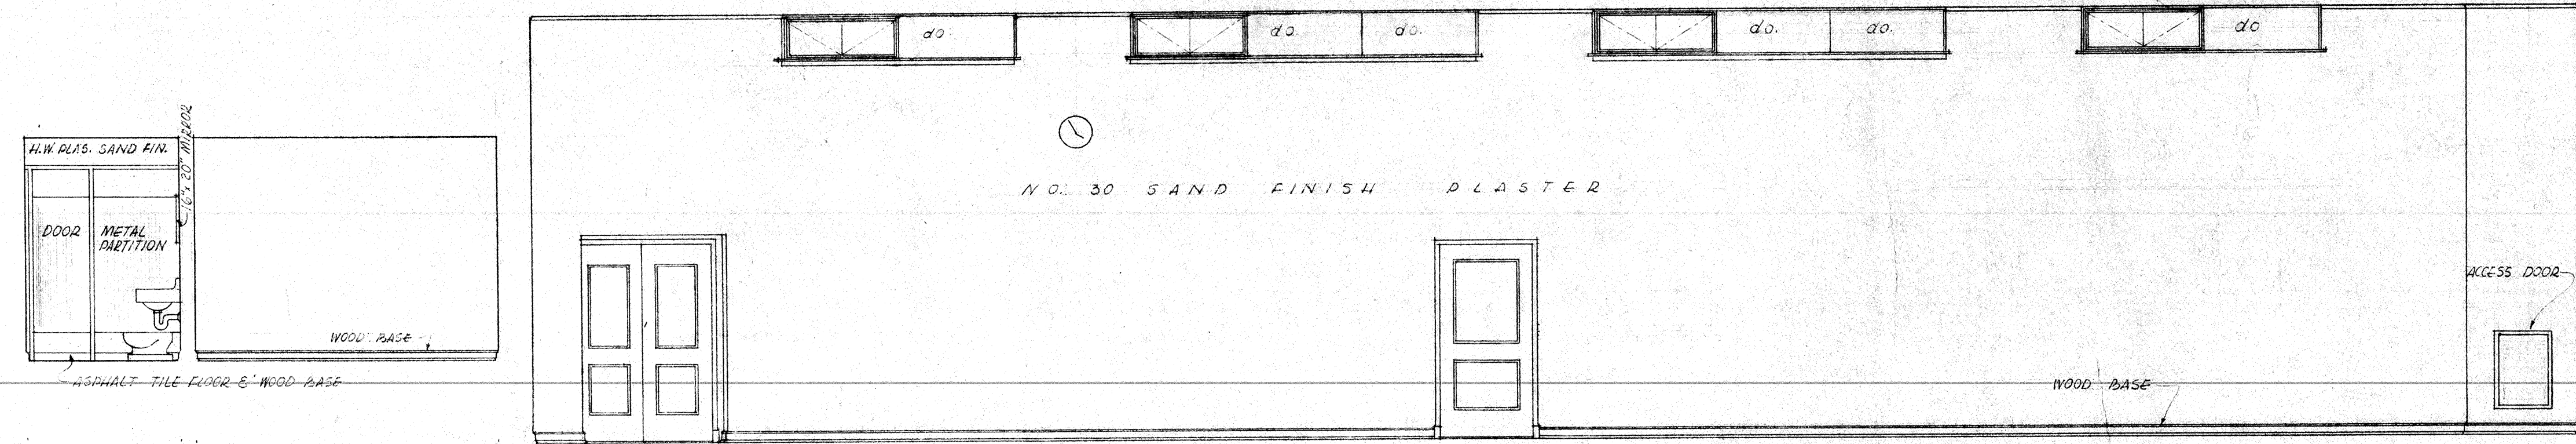 do.
do.
do.
do.
do.
do
H.W. PLAS. SAND FIN.
16" x 20" MIRROR
NO. 30 SAND FINISH PLASTER
DOOR
METAL
PARTITION
ACCESS DOOR
WOOD BASE
ASPHALT TILE FLOOR & WOOD BASE
WOOD BASE